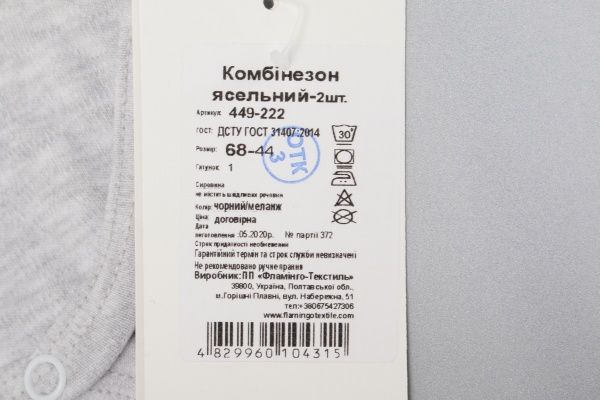 Комбінезон
ясельний-2шт.
Артикул: 449-222
ГОСТ: ДСТУ ГОСТ 31407:2014
Розмір: 68-44
Гатунок: 1
Сировина
не містить шкідливих речовин
Колір: чорний/меланж
Ціна: договірна
Дата
виготовлення :05.2020р. № партії 372
Строк придатності необмежений
Гарантійний термін та строк служби невизначені
Не рекомендовано ручне прання
Виробник: ПП «Фламінго-Текстиль»
39800, Україна, Полтавської обл.,
м.Горішні Плавні, вул. Набережна, 51
тел:+380675427306
www.flamingotextile.com
4 829960 104315
30°
ОТК
3